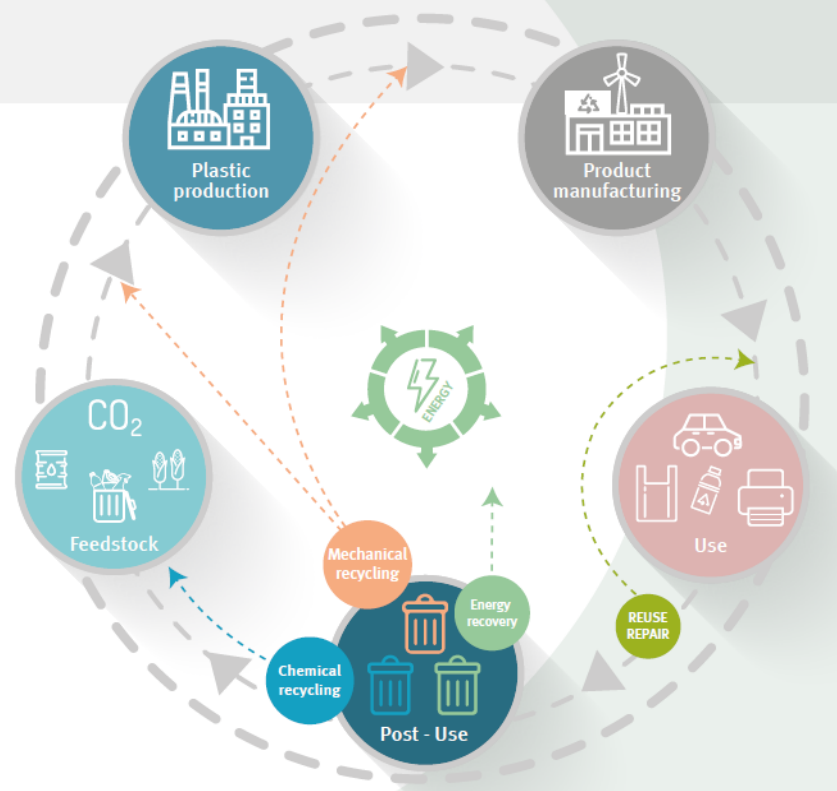 Plastic
production
Product
manufacturing
ENERGY
CO₂
Feedstock
Use
Mechanical
recycling
Energy
recovery
REUSE
REPAIR
Chemical
recycling
Post - Use